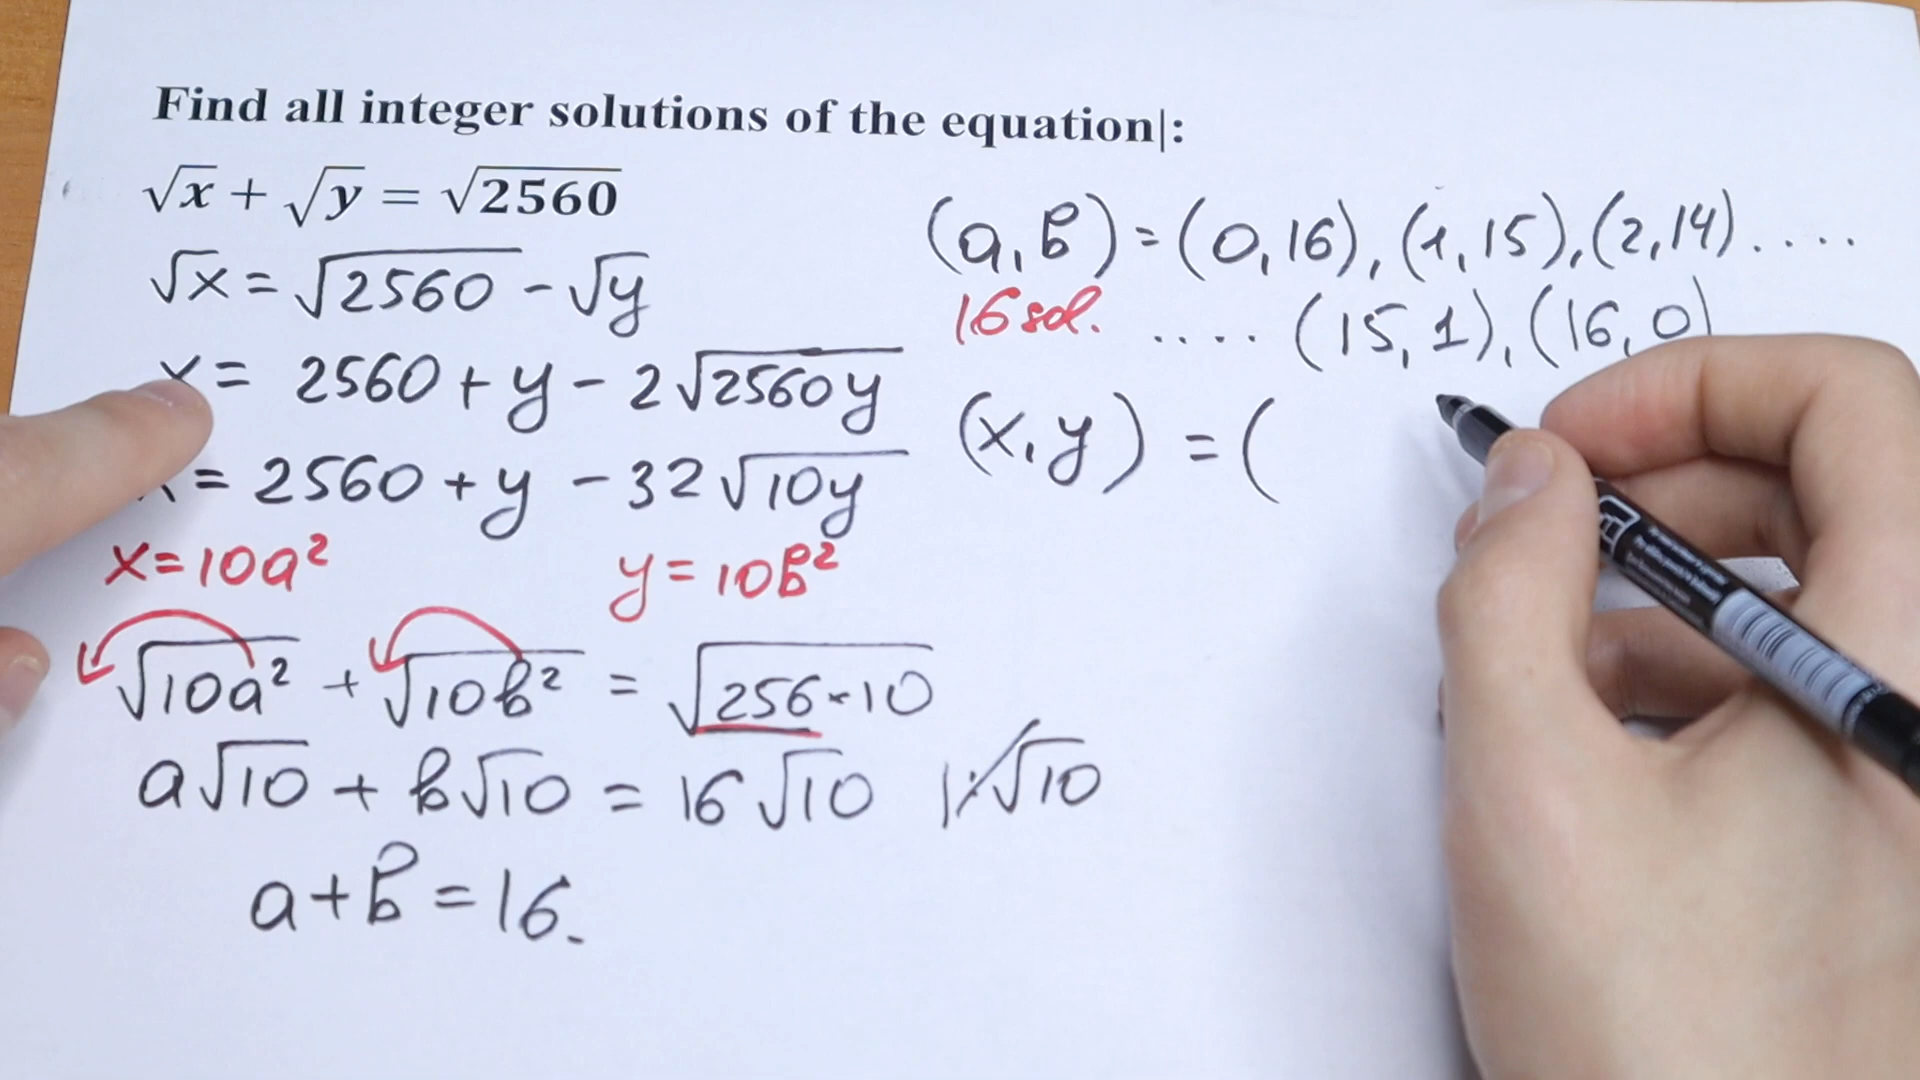 Find all integer solutions of the equation|:
√x + √y = √2560
√x = √2560 - √y
x = 2560 + y - 2√2560y
= 2560 + y - 32√10y
x = 10a² y = 10b²
√10a² + √10b² = √256·10
a√10 + b√10 = 16√10 |:√10
a + b = 16.
(a, b) = (0, 16), (1, 15), (2, 14) ....
16 sol. .... (15, 1), (16, 0)
(x, y) = (